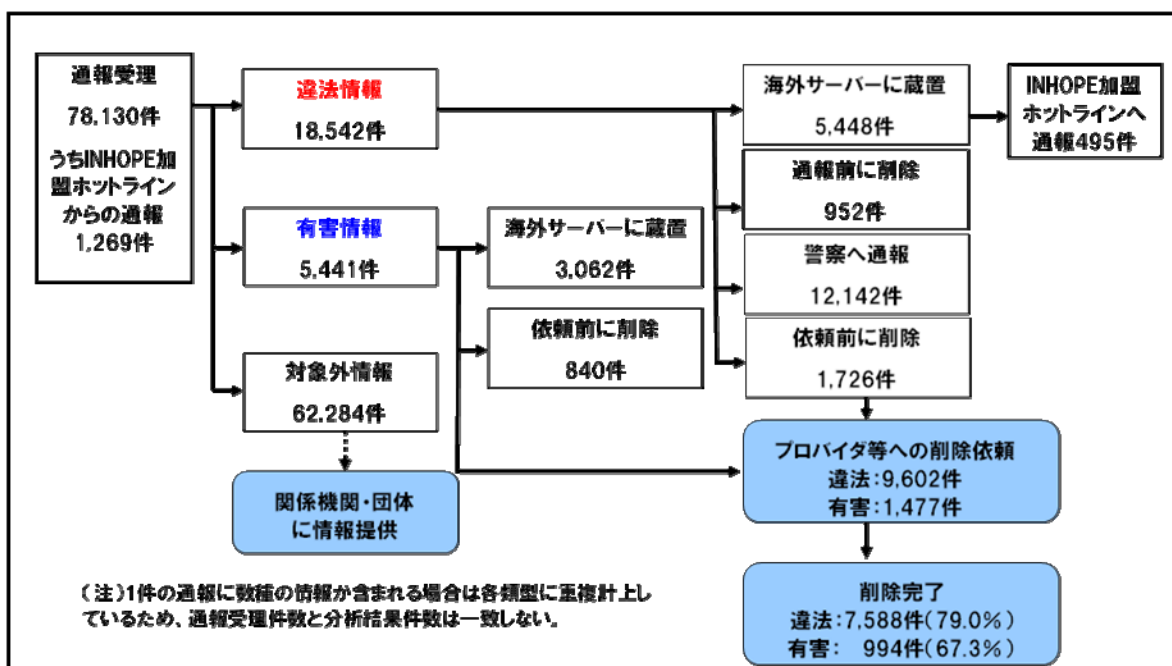 通報受理
78,130件
うちINHOPE加
盟ホットライン
からの通報
1,269件
違法情報
18,542件
有害情報
5,441件
対象外情報
62,284件
関係機関・団体
に情報提供
海外サーバーに蔵置
3,062件
依頼前に削除
840件
海外サーバーに蔵置
5,448件
通報前に削除
952件
警察へ通報
12,142件
依頼前に削除
1,726件
INHOPE加盟
ホットラインへ
通報495件
プロバイダ等への削除依頼
違法:9,602件
有害:1,477件
削除完了
違法:7,588件(79.0%)
有害: 994件(67.3%)
(注)1件の通報に数種の情報が含まれる場合は各類型に重複計上し
ているため、通報受理件数と分析結果件数は一致しない。